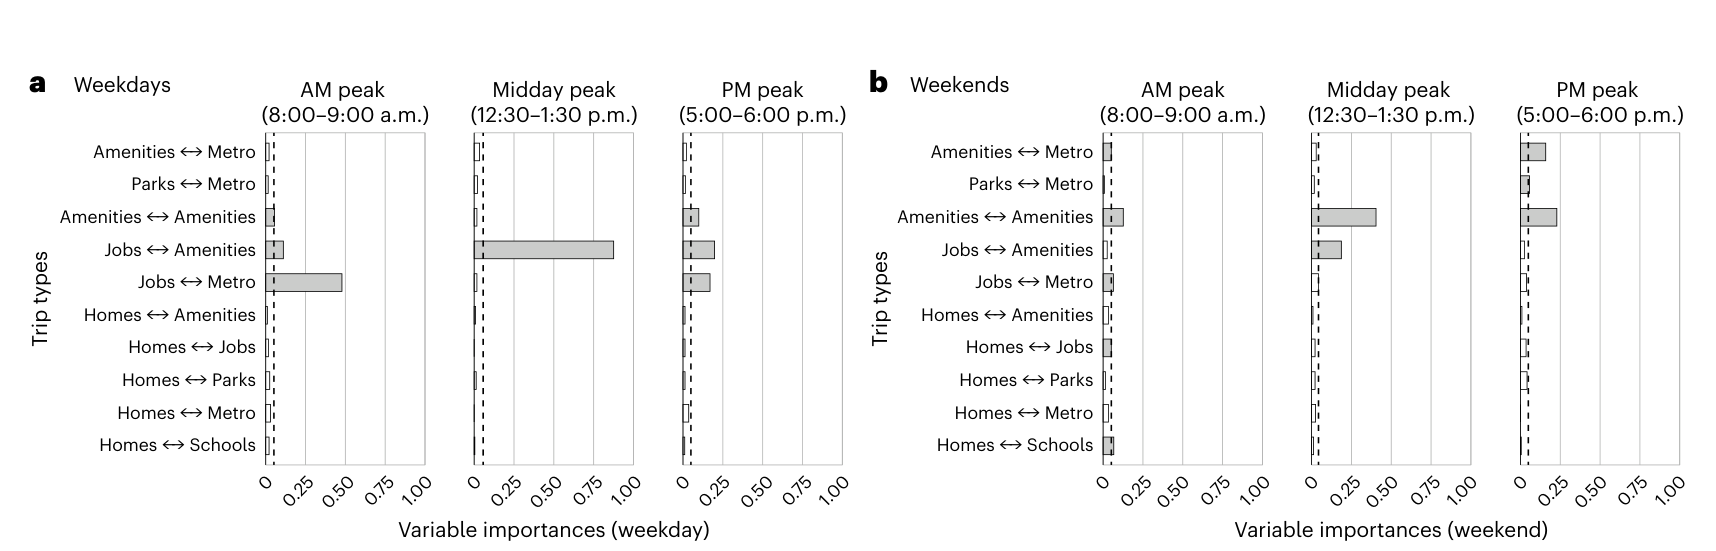 a Weekdays
AM peak
(8:00–9:00 a.m.)
Midday peak
(12:30–1:30 p.m.)
PM peak
(5:00–6:00 p.m.)
Trip types
Amenities ↔ Metro
Parks ↔ Metro
Amenities ↔ Amenities
Jobs ↔ Amenities
Jobs ↔ Metro
Homes ↔ Amenities
Homes ↔ Jobs
Homes ↔ Parks
Homes ↔ Metro
Homes ↔ Schools
0 0.25 0.50 0.75 1.00
0 0.25 0.50 0.75 1.00
0 0.25 0.50 0.75 1.00
Variable importances (weekday)
b Weekends
AM peak
(8:00–9:00 a.m.)
Midday peak
(12:30–1:30 p.m.)
PM peak
(5:00–6:00 p.m.)
Trip types
Amenities ↔ Metro
Parks ↔ Metro
Amenities ↔ Amenities
Jobs ↔ Amenities
Jobs ↔ Metro
Homes ↔ Amenities
Homes ↔ Jobs
Homes ↔ Parks
Homes ↔ Metro
Homes ↔ Schools
0 0.25 0.50 0.75 1.00
0 0.25 0.50 0.75 1.00
0 0.25 0.50 0.75 1.00
Variable importances (weekend)